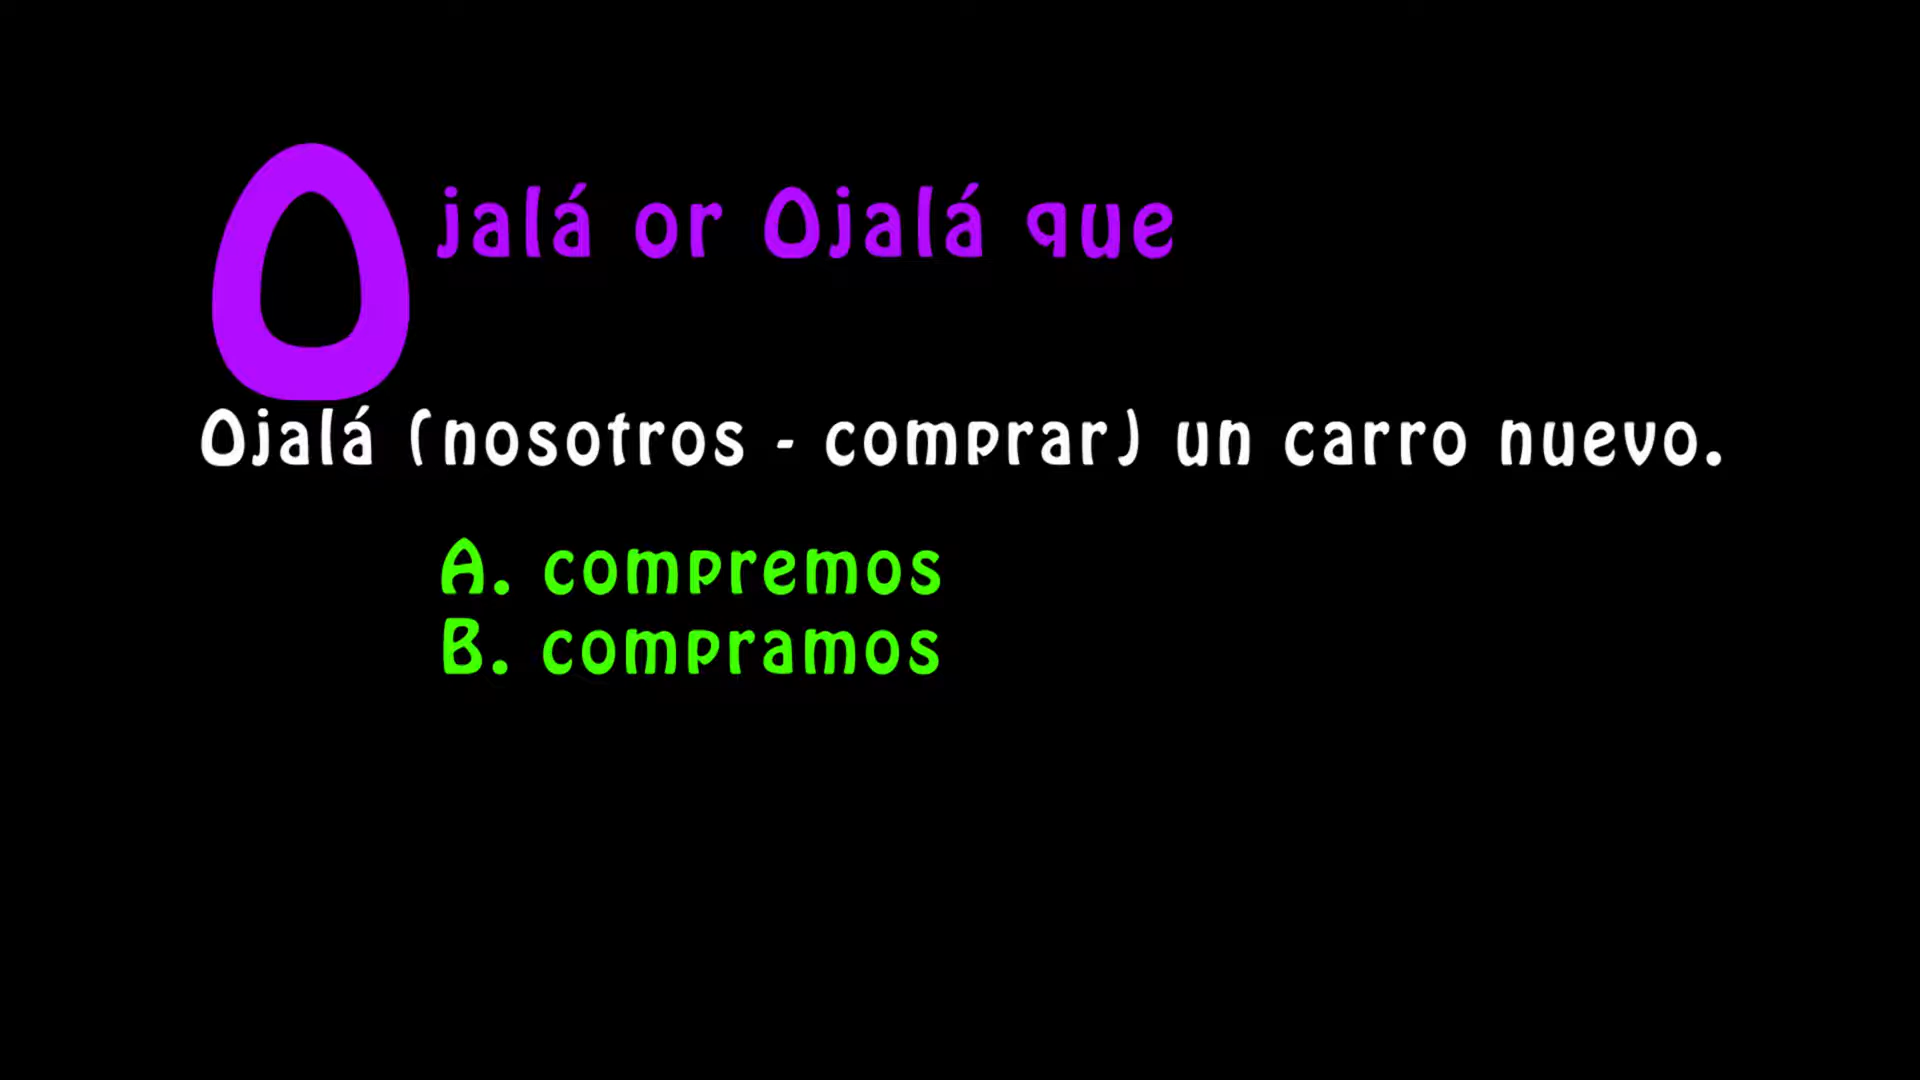 Ojalá or Ojalá que
Ojalá (nosotros - comprar) un carro nuevo.
A. compremos
B. compramos